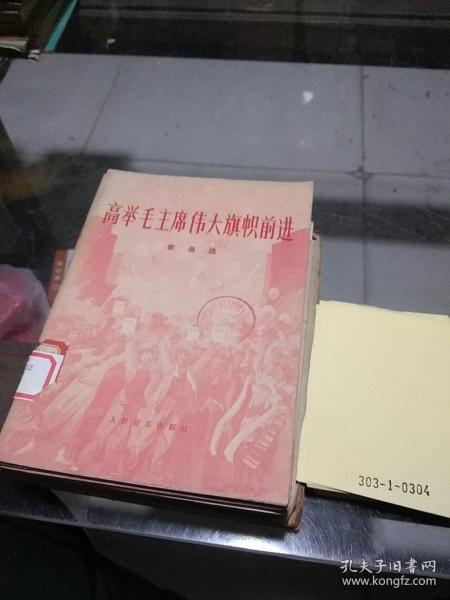 高举毛主席伟大旗帜前进
歌曲选
人民音乐出版社
303-1-0304
孔夫子旧书网
www.kongfz.com